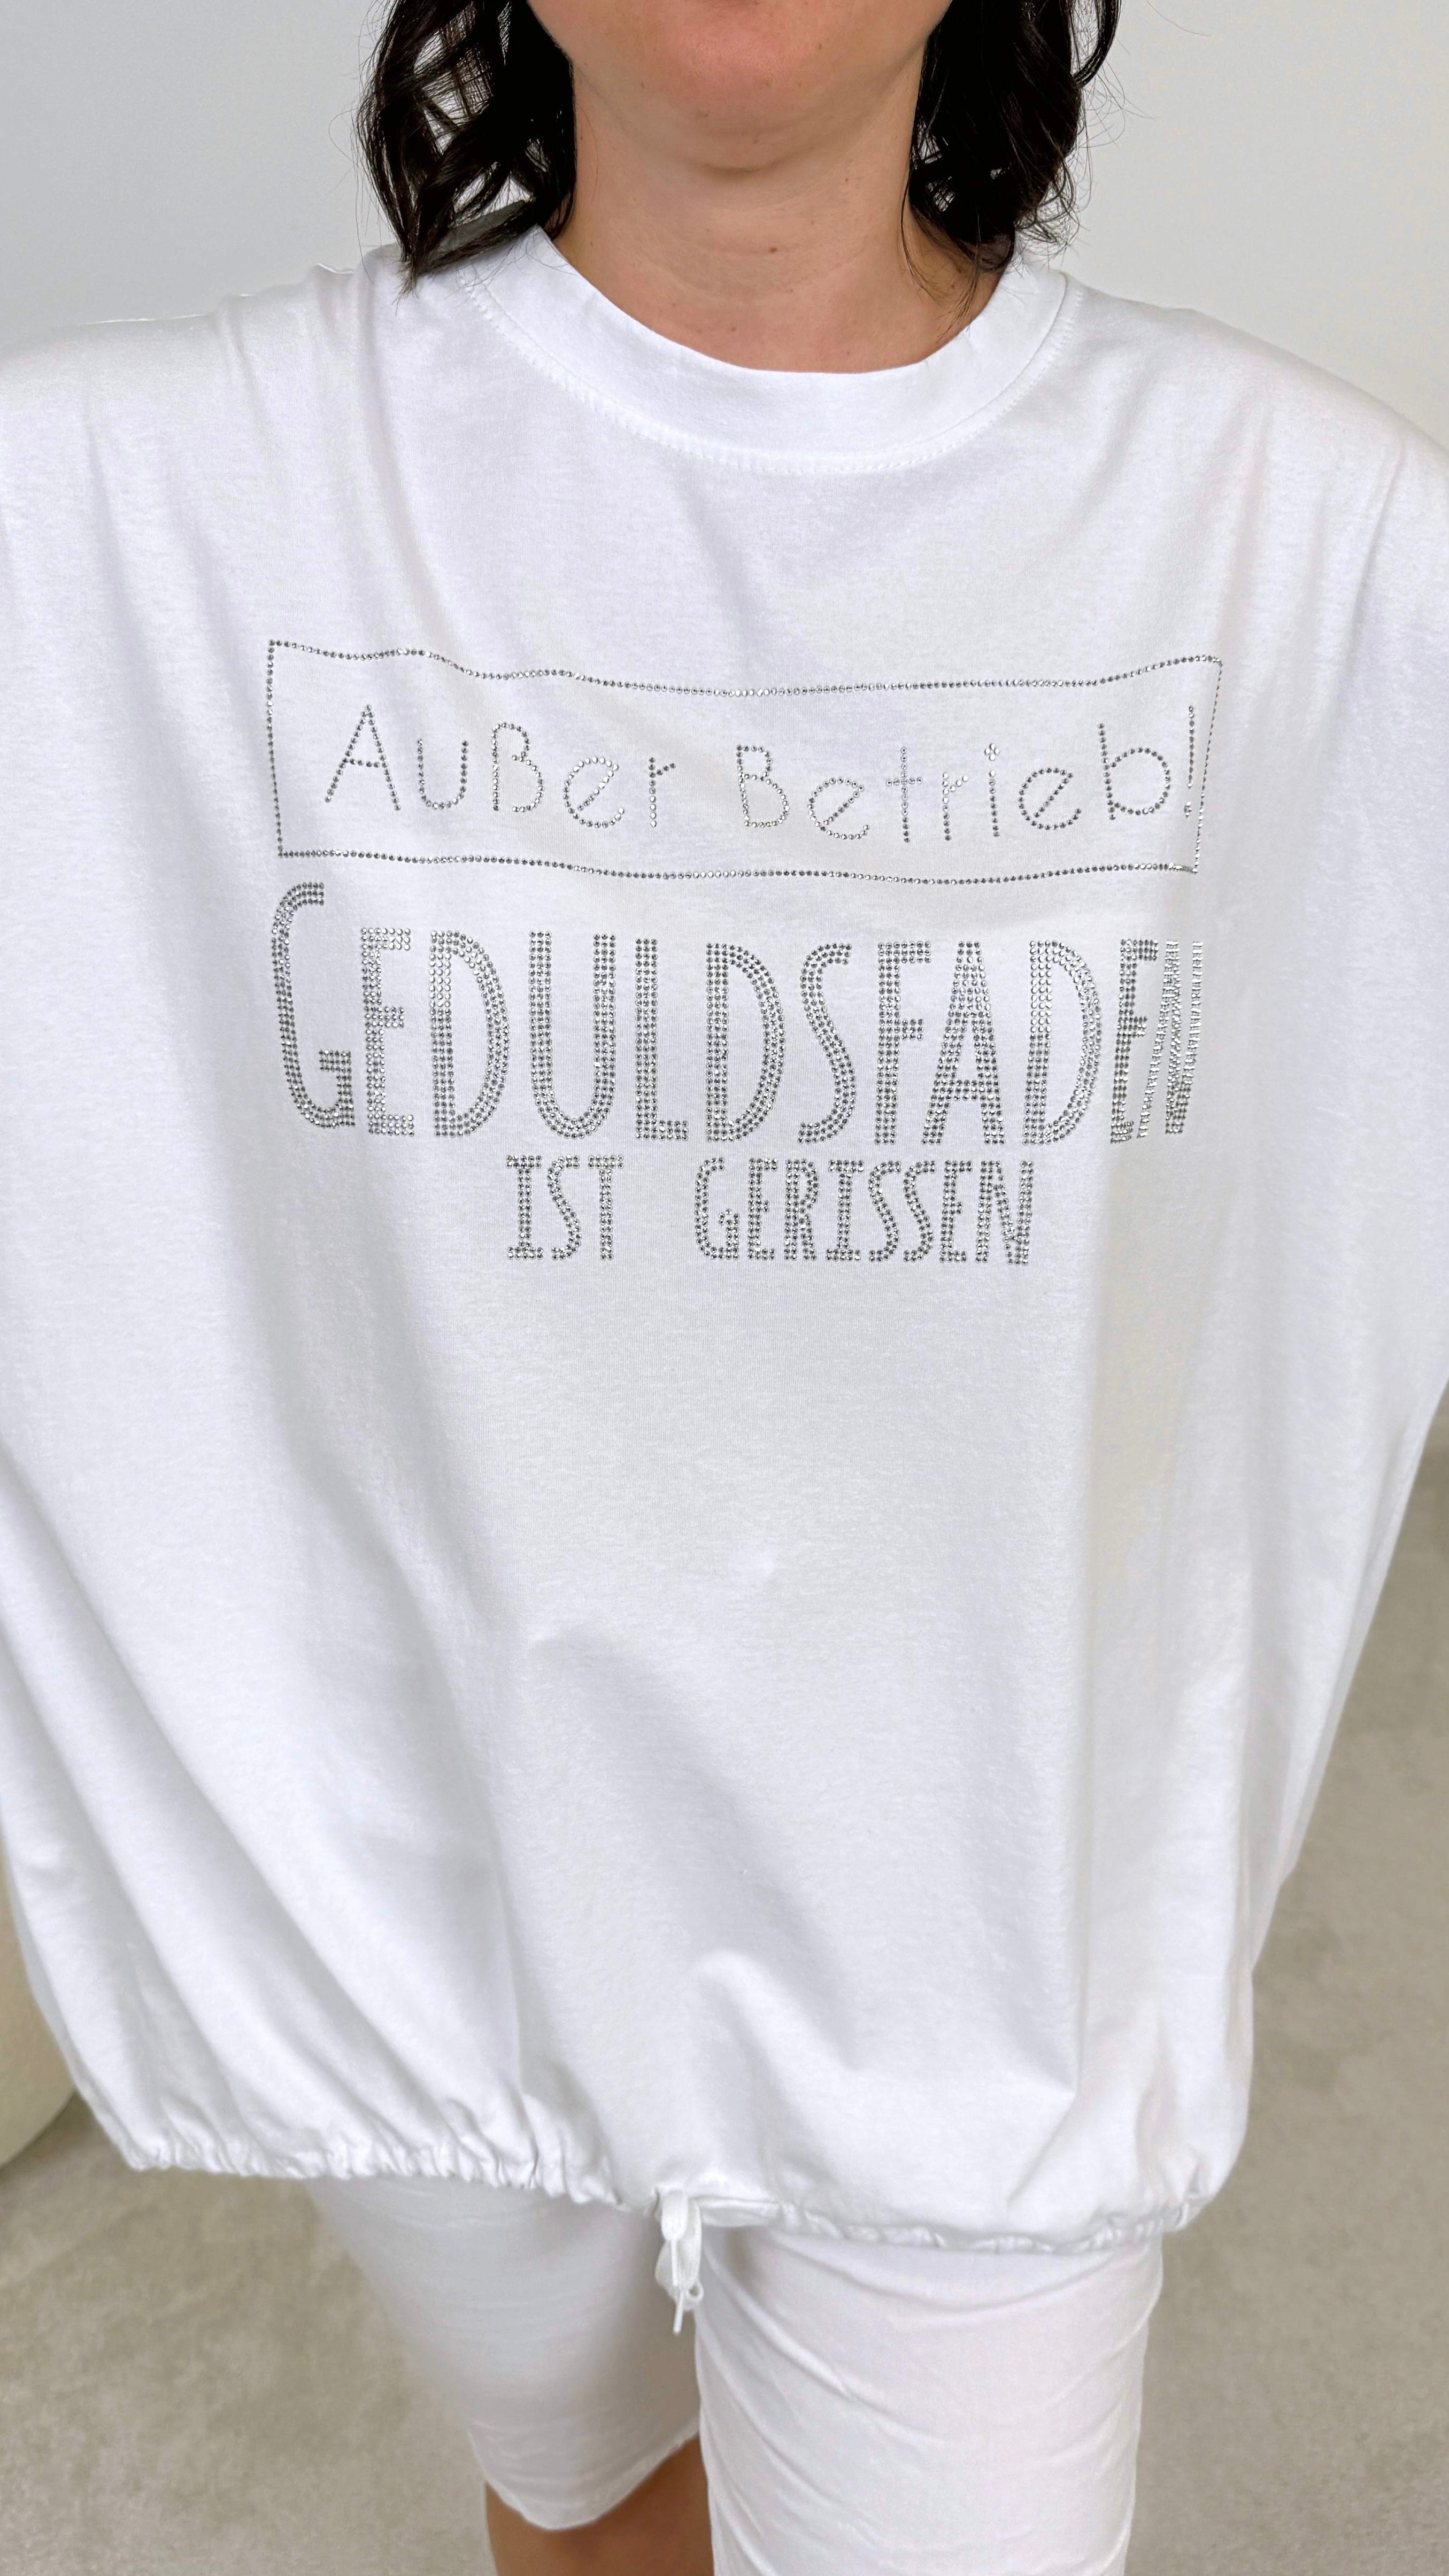 Außer Betrieb!
GEDULDSFADEN
IST GERISSEN